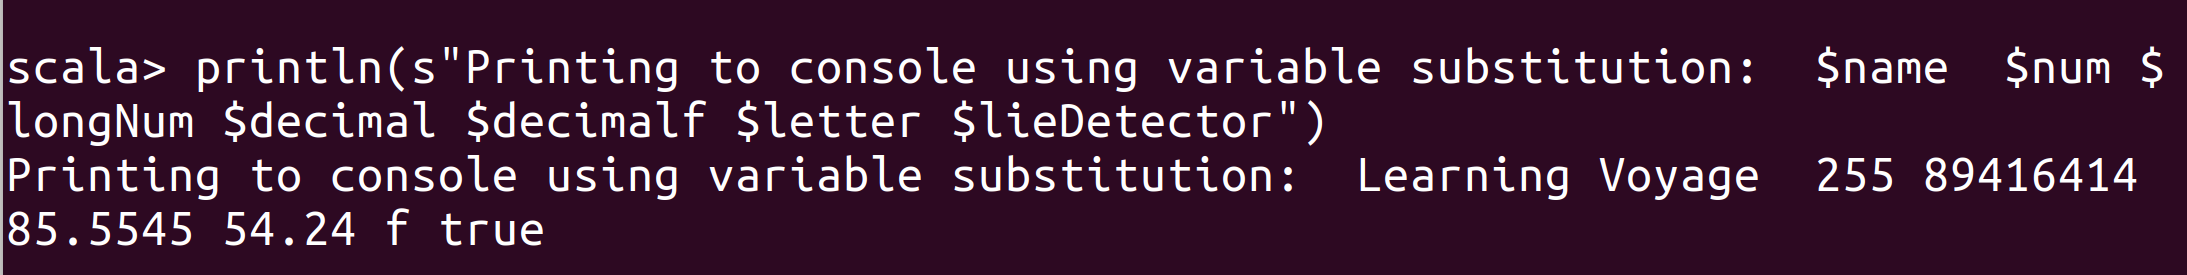 scala> println(s"Printing to console using variable substitution:  $name  $num $
longNum $decimal $decimalf $letter $lieDetector")
Printing to console using variable substitution:  Learning Voyage  255 89416414
85.5545 54.24 f true